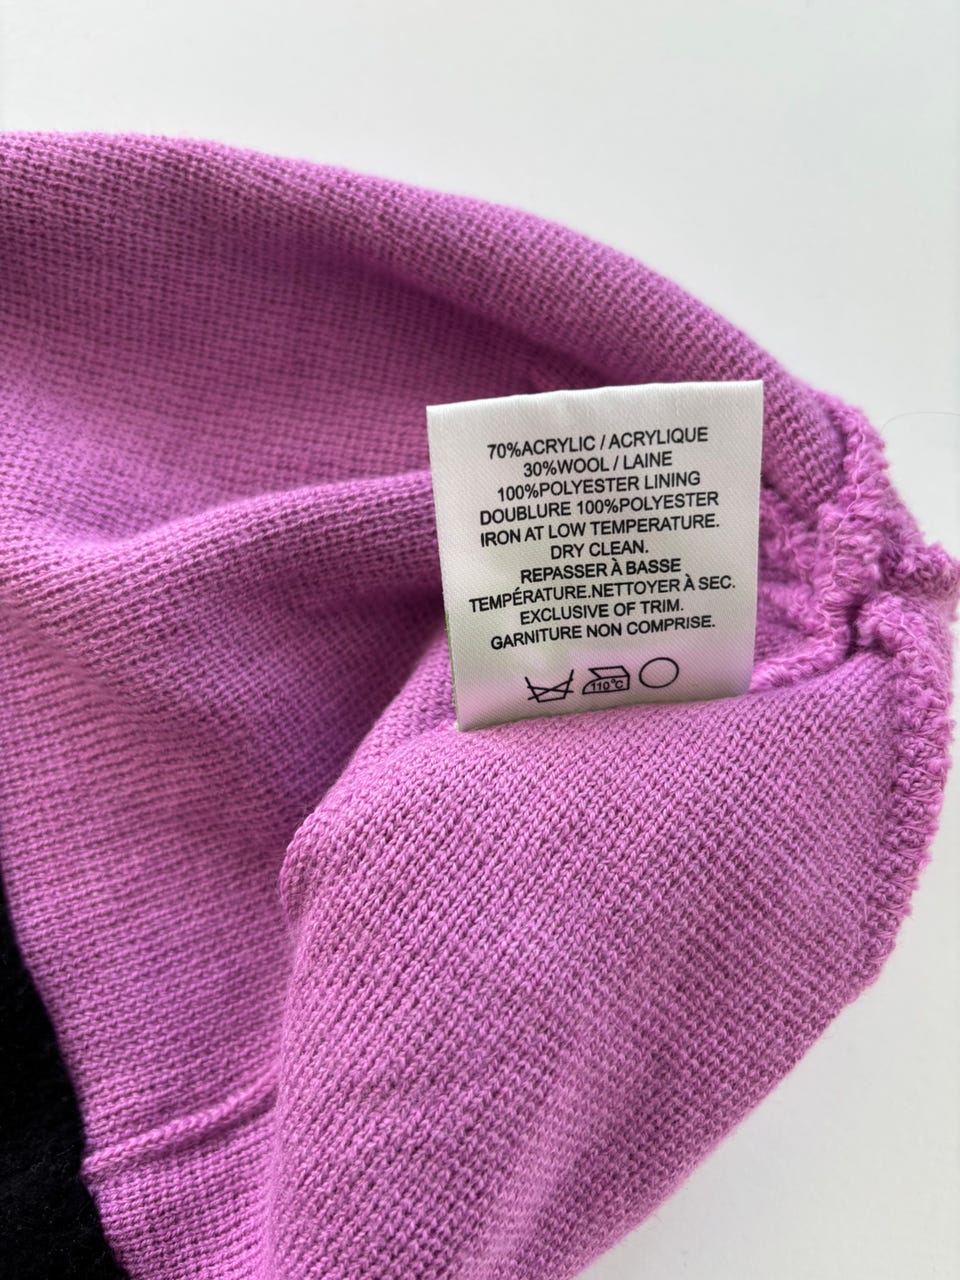 70%ACRYLIC / ACRYLIQUE
30%WOOL / LAINE
100%POLYESTER LINING
DOUBLURE 100%POLYESTER
IRON AT LOW TEMPERATURE.
DRY CLEAN.
REPASSER À BASSE
TEMPÉRATURE.NETTOYER À SEC.
EXCLUSIVE OF TRIM.
GARNITURE NON COMPRISE.
110°C